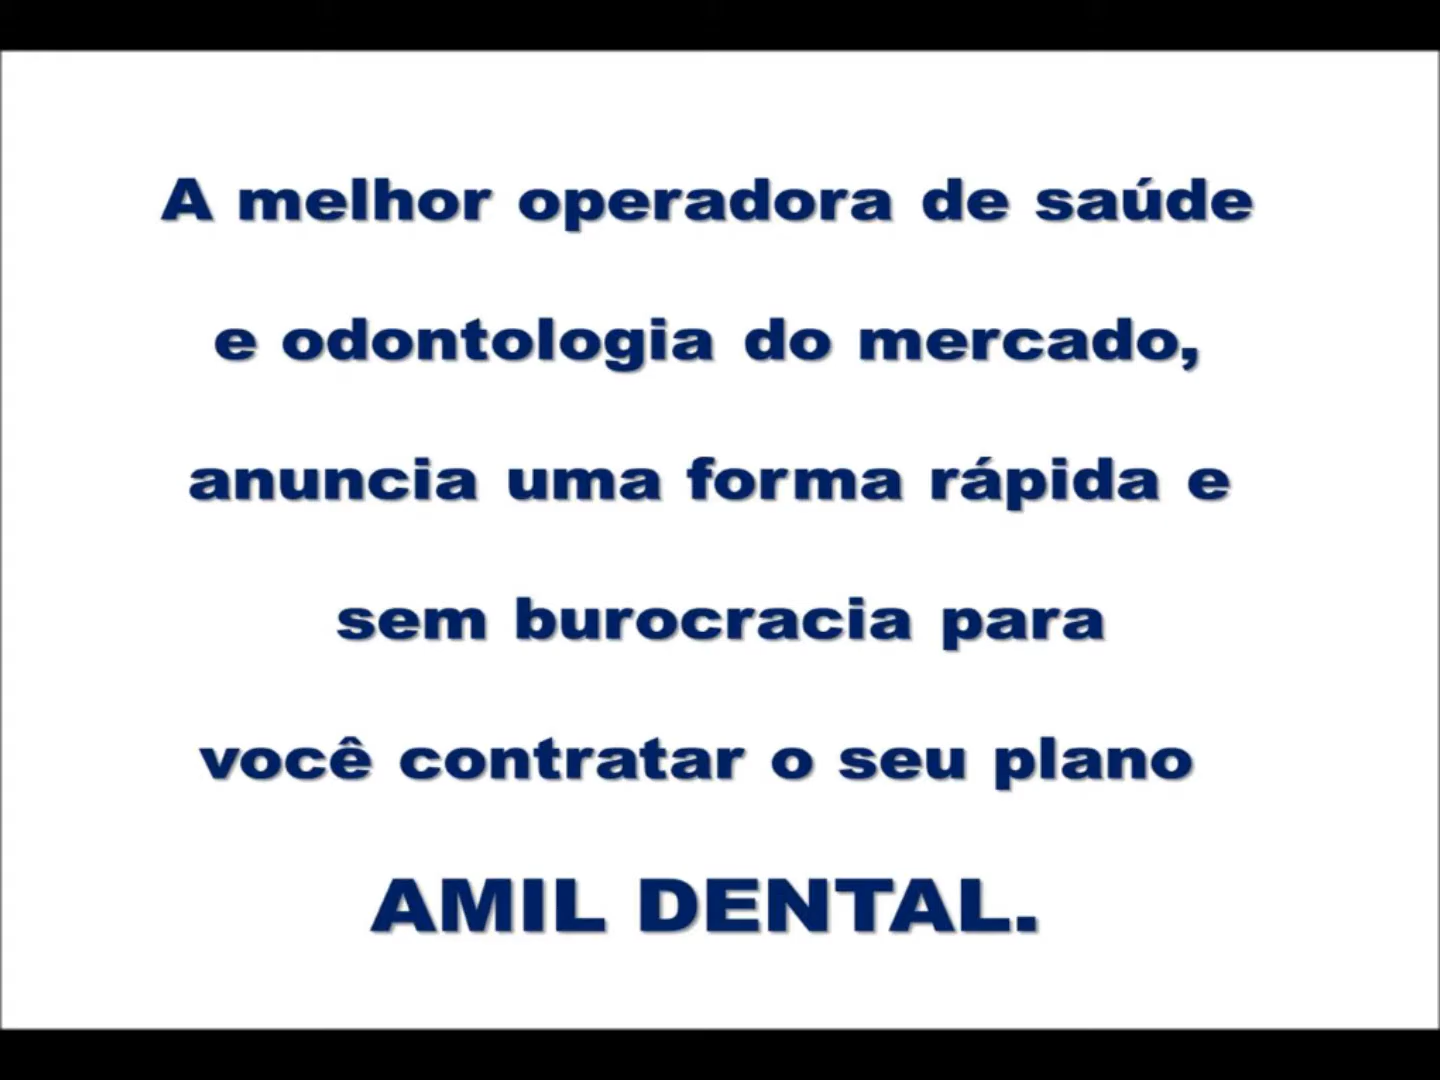 A melhor operadora de saúde
e odontologia do mercado,
anuncia uma forma rápida e
sem burocracia para
você contratar o seu plano
AMIL DENTAL.